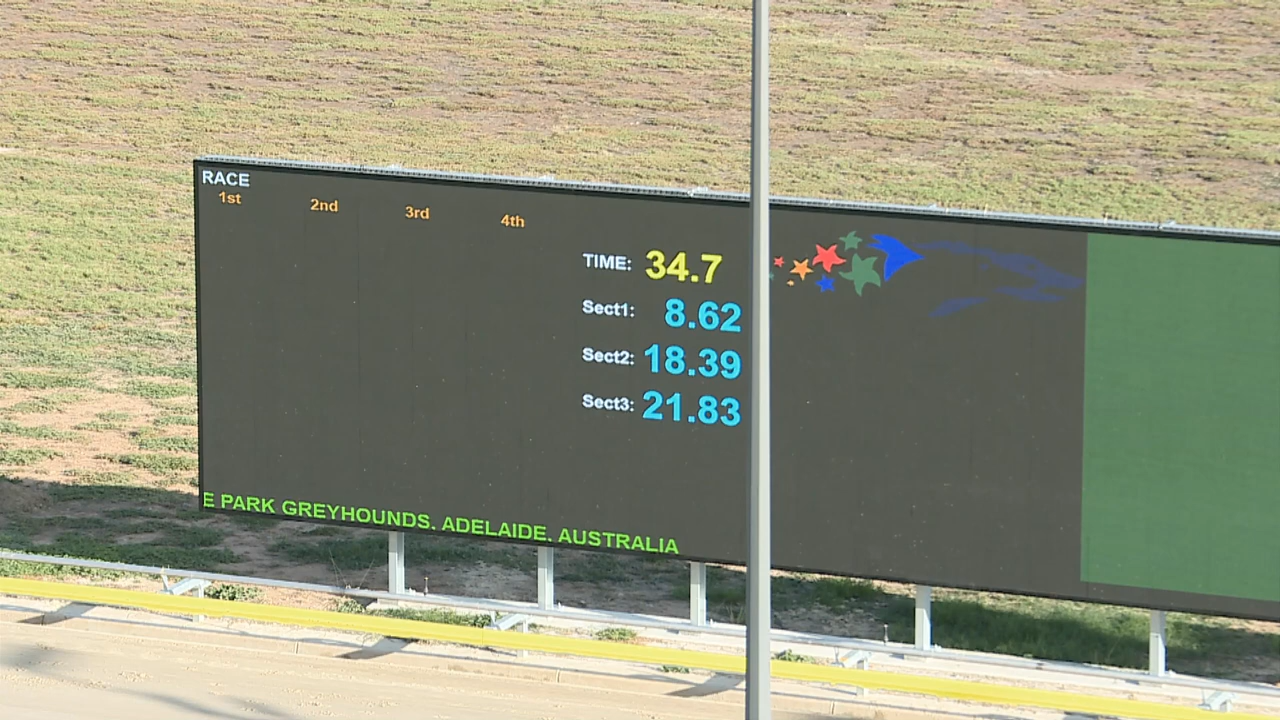 RACE
1st 2nd 3rd 4th
TIME: 34.7
Sect1: 8.62
Sect2: 18.39
Sect3: 21.83
E PARK GREYHOUNDS. ADELAIDE. AUSTRALIA